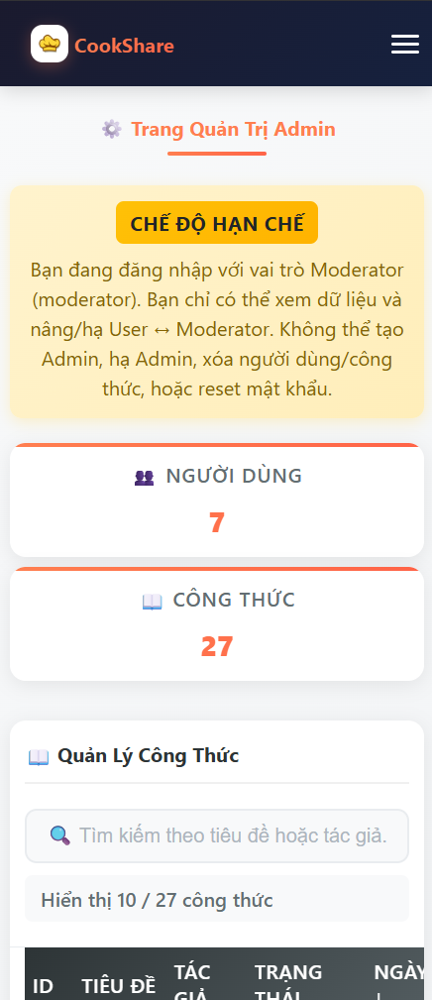 CookShare
Trang Quản Trị Admin
CHẾ ĐỘ HẠN CHẾ
Bạn đang đăng nhập với vai trò Moderator
(moderator). Bạn chỉ có thể xem dữ liệu và
nâng/hạ User ↔ Moderator. Không thể tạo
Admin, hạ Admin, xóa người dùng/công
thức, hoặc reset mật khẩu.
NGƯỜI DÙNG
7
CÔNG THỨC
27
Quản Lý Công Thức
Tìm kiếm theo tiêu đề hoặc tác giả.
Hiển thị 10 / 27 công thức
ID TIÊU ĐỀ TÁC GIẢ TRẠNG THÁI NGÀY